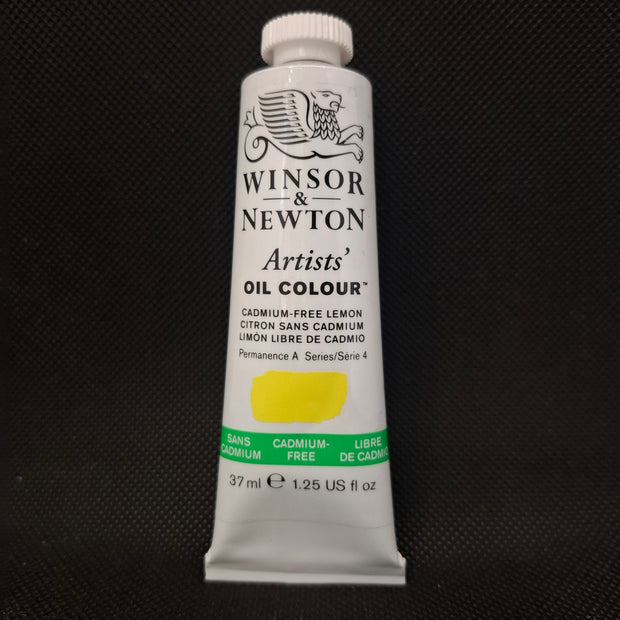 WINSOR
&
NEWTON
Artists'
OIL COLOUR™
CADMIUM-FREE LEMON
CITRON SANS CADMIUM
LIMÓN LIBRE DE CADMIO
Permanence A Series/Série 4
SANS CADMIUM-FREE LIBRE
CADMIUM DE CADMIO
37 ml ℮ 1.25 US fl oz